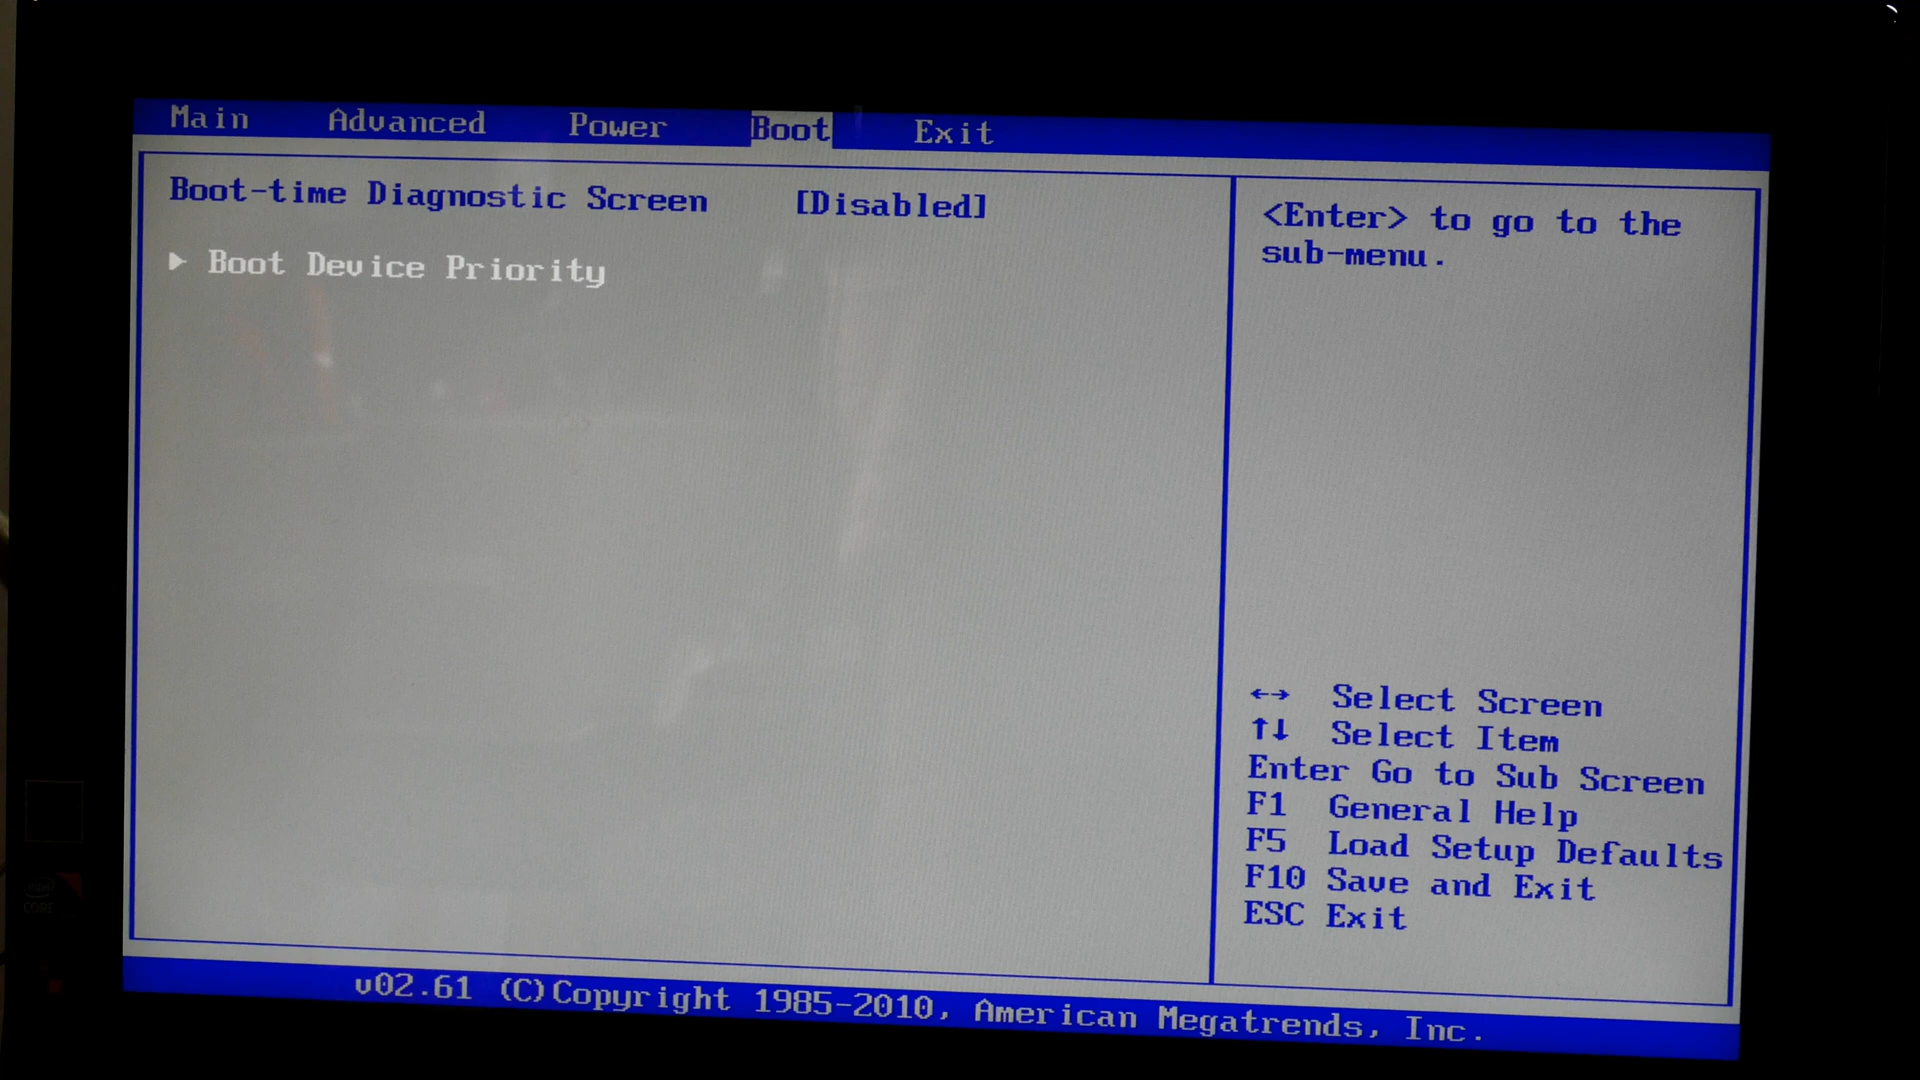 Main Advanced Power Boot Exit
Boot-time Diagnostic Screen [Disabled]
▶ Boot Device Priority
<Enter> to go to the
sub-menu.
←→ Select Screen
↑↓ Select Item
Enter Go to Sub Screen
F1 General Help
F5 Load Setup Defaults
F10 Save and Exit
ESC Exit
v02.61 (C)Copyright 1985-2010, American Megatrends, Inc.
intel
CORE